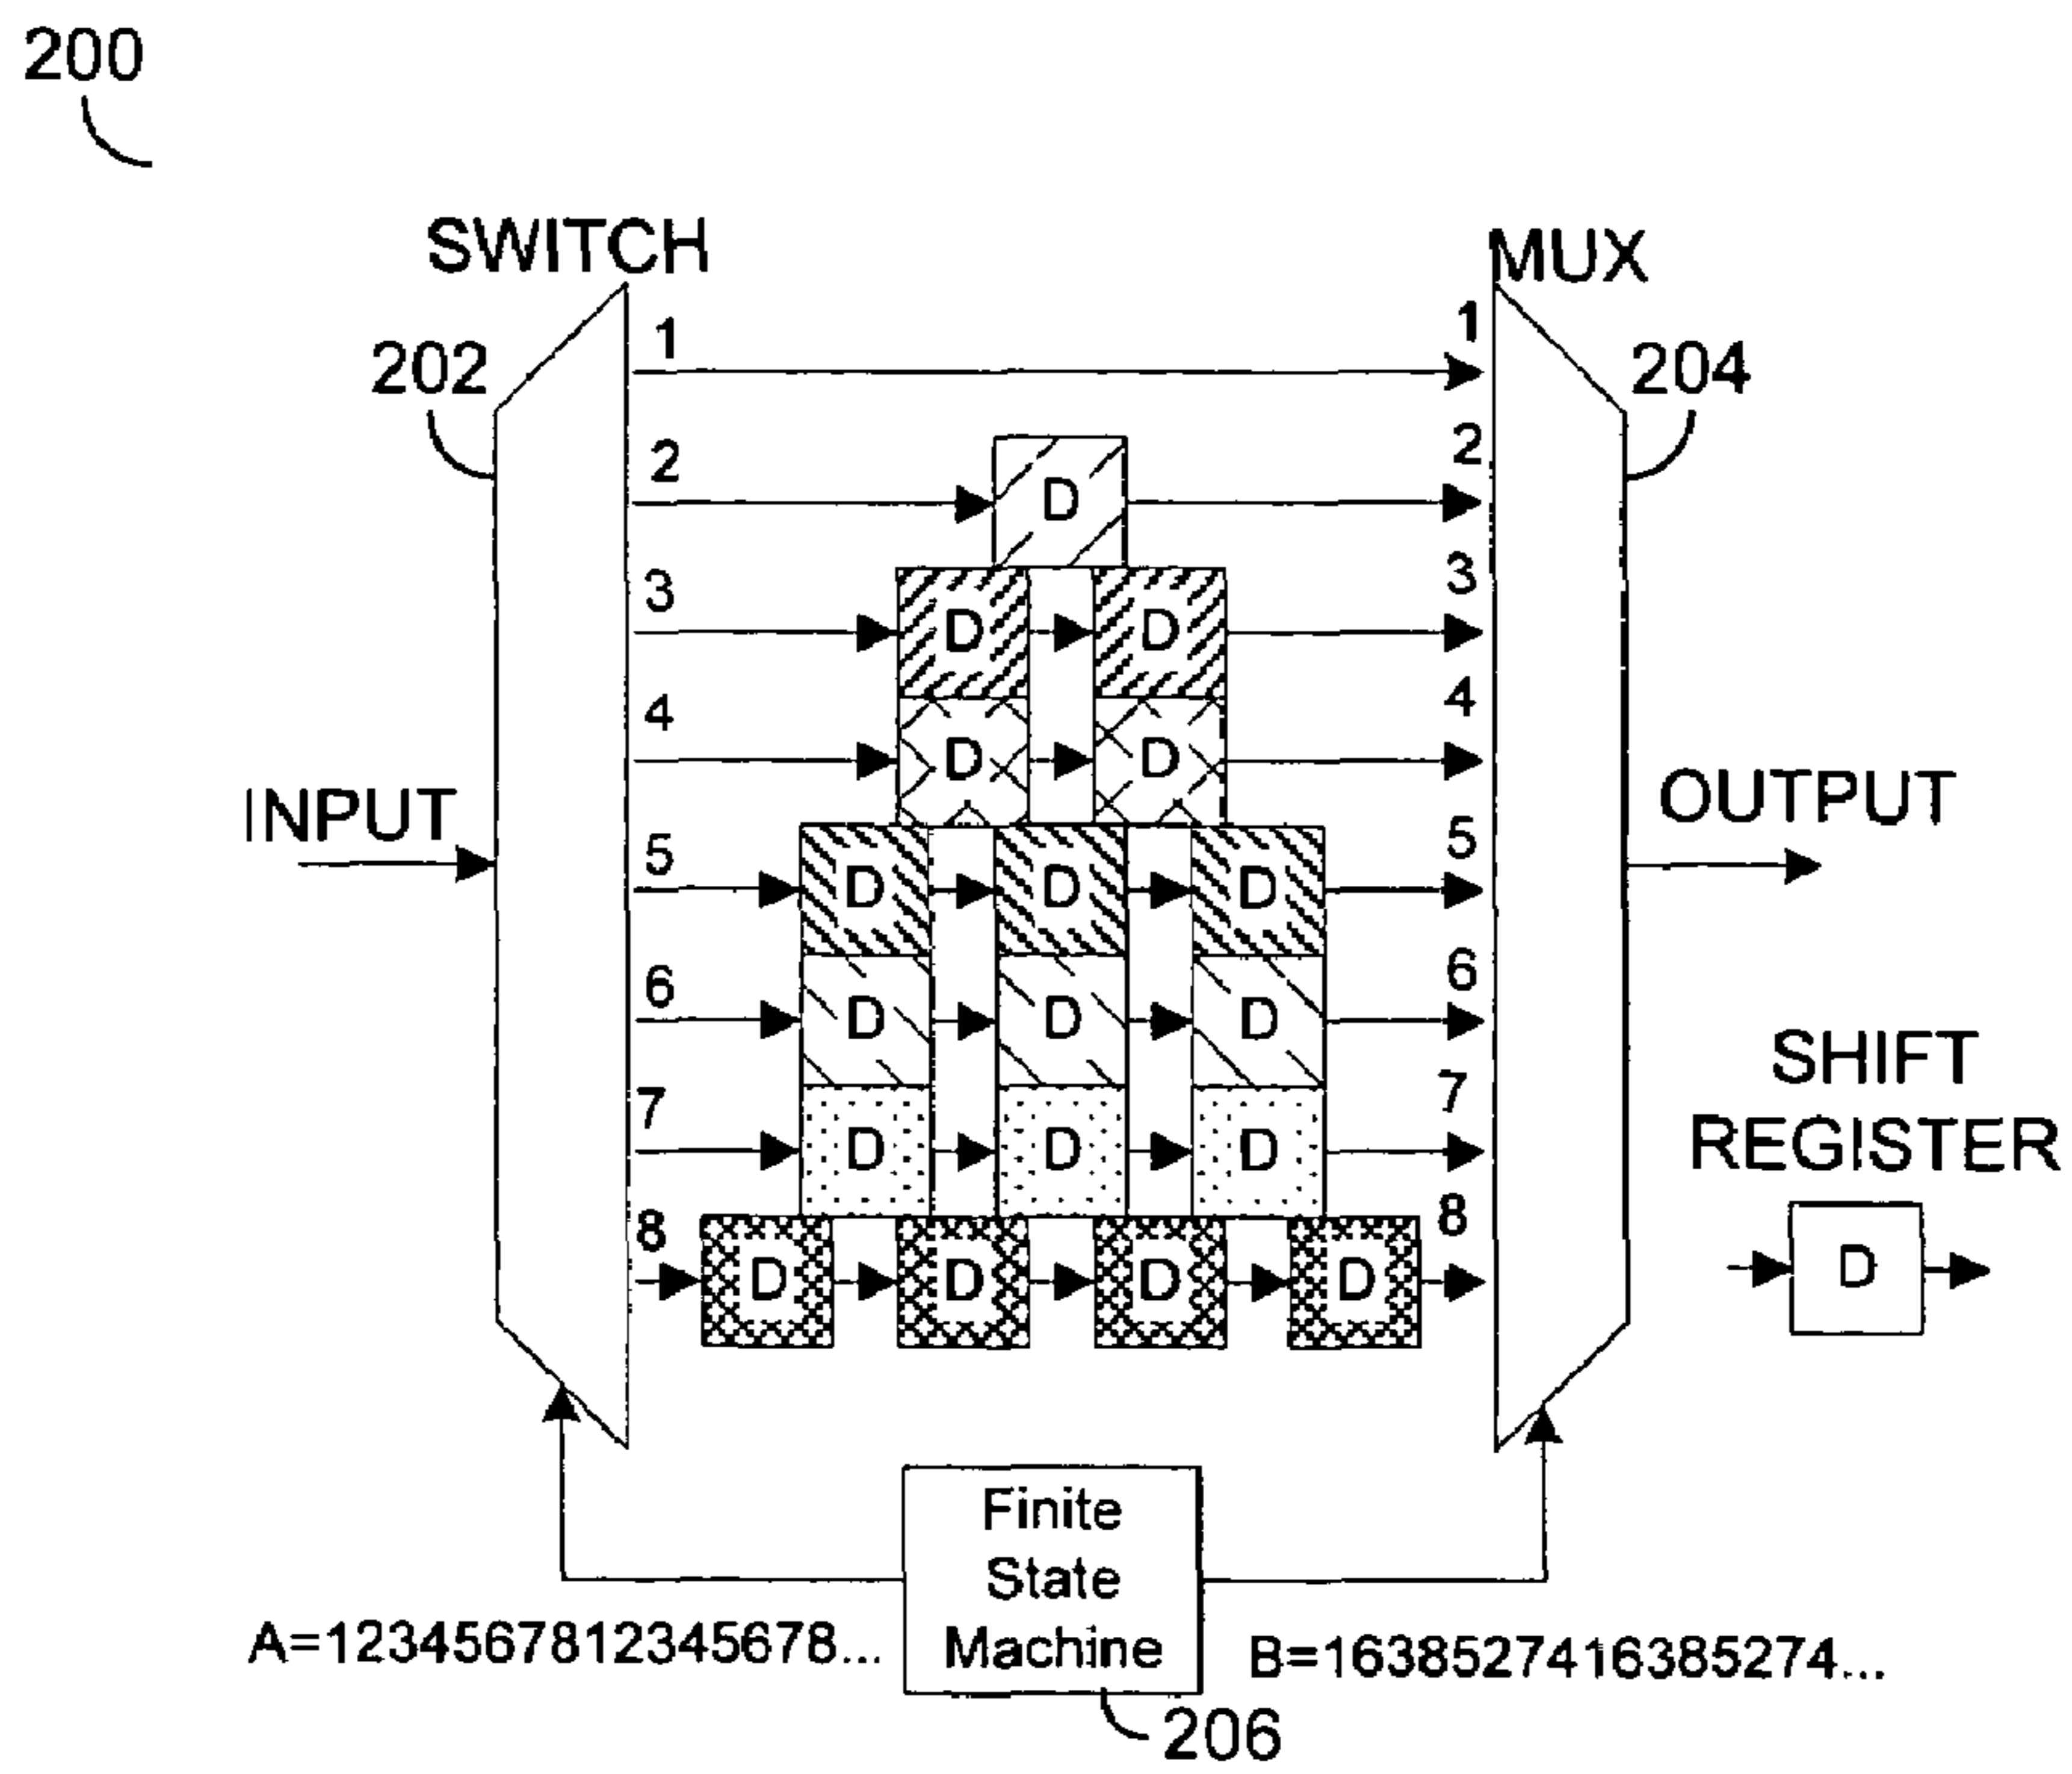 200
SWITCH
MUX
202
204
1
1
2
2
D
3
3
D
D
4
4
D
D
INPUT
OUTPUT
5
5
D
D
D
6
6
D
D
D
7
7
D
D
D
8
8
D
D
D
D
SHIFT
REGISTER
D
Finite
State
Machine
A=1234567812345678...
B=1638527416385274...
206